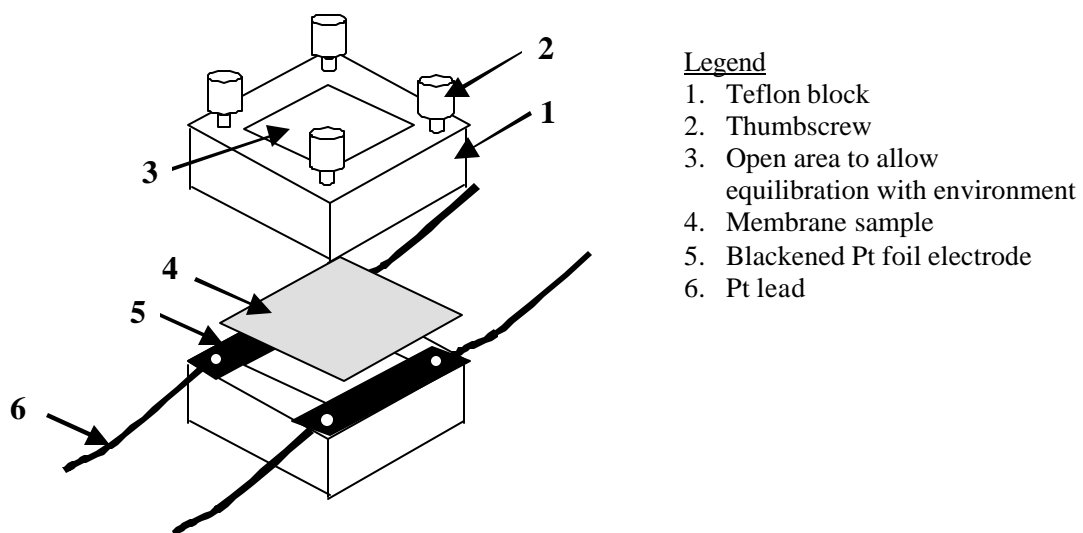 2
1
3
4
5
6
Legend
1. Teflon block
2. Thumbscrew
3. Open area to allow
equilibration with environment
4. Membrane sample
5. Blackened Pt foil electrode
6. Pt lead